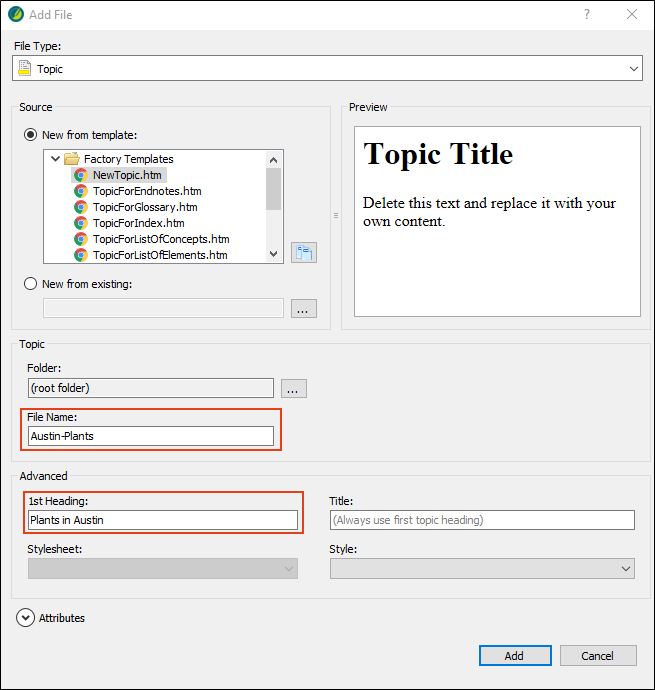 Add File
?
File Type:
Topic
Source
New from template:
Factory Templates
NewTopic.htm
TopicForEndnotes.htm
TopicForGlossary.htm
TopicForIndex.htm
TopicForListOfConcepts.htm
TopicForListOfElements.htm
New from existing:
...
Preview
Topic Title
Delete this text and replace it with your
own content.
Topic
Folder:
(root folder)
...
File Name:
Austin-Plants
Advanced
1st Heading:
Plants in Austin
Title:
(Always use first topic heading)
Stylesheet:
Style:
Attributes
Add
Cancel